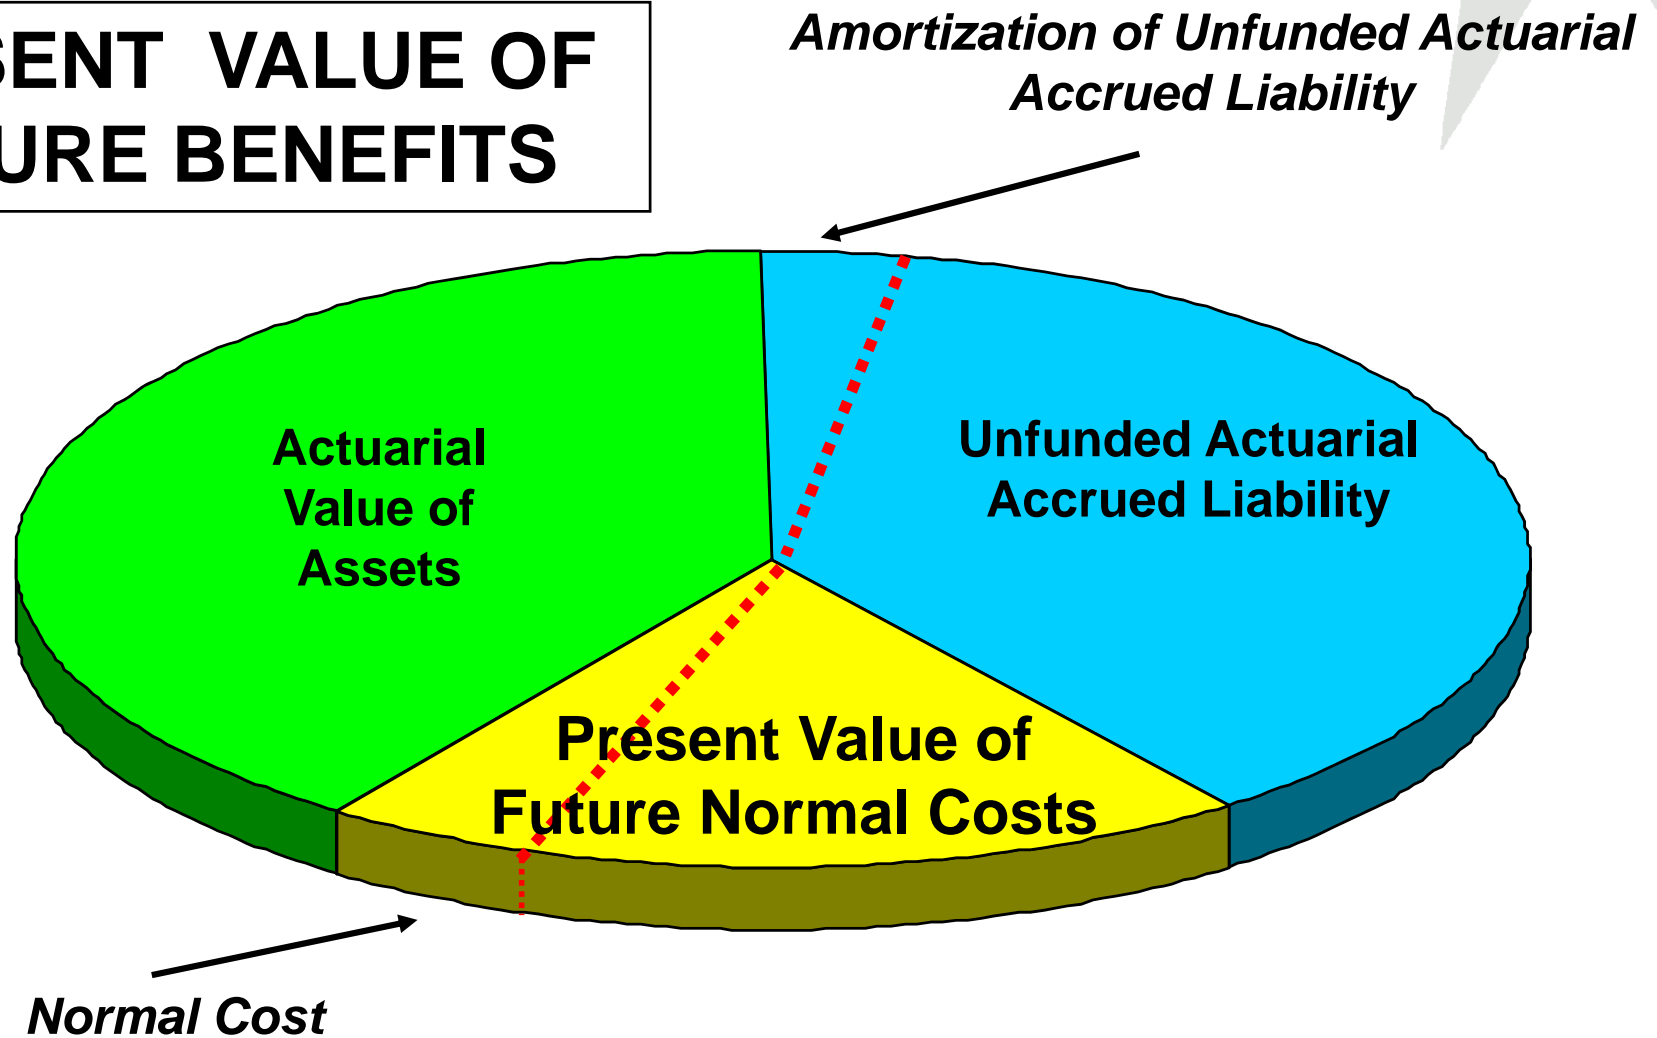 SENT VALUE OF
URE BENEFITS
Amortization of Unfunded Actuarial
Accrued Liability
Actuarial
Value of
Assets
Unfunded Actuarial
Accrued Liability
Present Value of
Future Normal Costs
Normal Cost